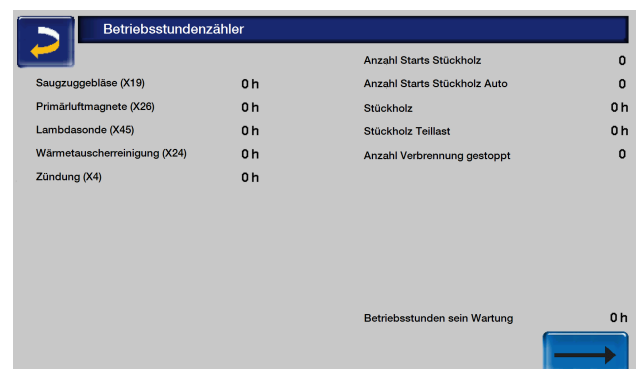 Betriebsstundenzähler
Saugzuggebläse (X19) 0 h
Primärluftmagnete (X26) 0 h
Lambdasonde (X45) 0 h
Wärmetauscherreinigung (X24) 0 h
Zündung (X4) 0 h
Anzahl Starts Stückholz 0
Anzahl Starts Stückholz Auto 0
Stückholz 0 h
Stückholz Teillast 0 h
Anzahl Verbrennung gestoppt 0
Betriebsstunden sein Wartung 0 h